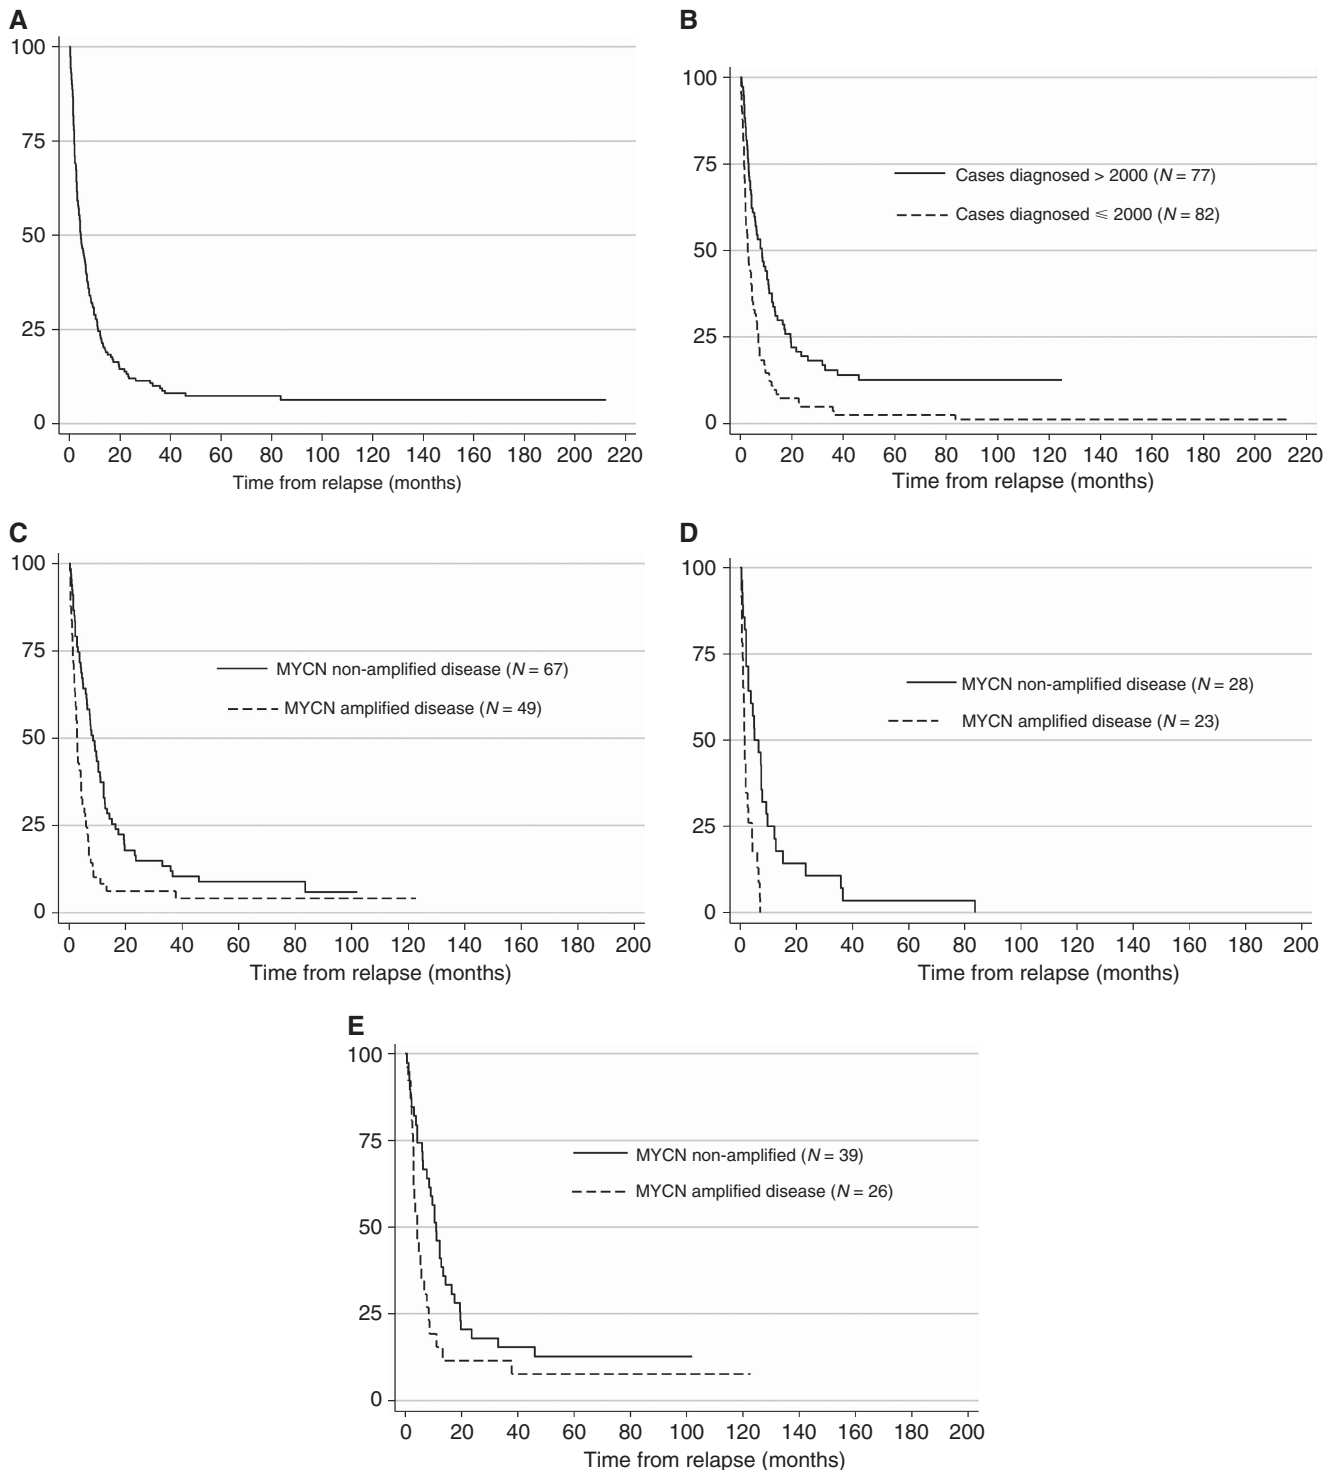 A
100
75
50
25
0
0 20 40 60 80 100 120 140 160 180 200 220
Time from relapse (months)
B
100
75
50
25
0
Cases diagnosed > 2000 (N = 77)
Cases diagnosed ⩽ 2000 (N = 82)
0 20 40 60 80 100 120 140 160 180 200 220
Time from relapse (months)
C
100
75
50
25
0
MYCN non-amplified disease (N = 67)
MYCN amplified disease (N = 49)
0 20 40 60 80 100 120 140 160 180 200
Time from relapse (months)
D
100
75
50
25
0
MYCN non-amplified disease (N = 28)
MYCN amplified disease (N = 23)
0 20 40 60 80 100 120 140 160 180 200
Time from relapse (months)
E
100
75
50
25
0
MYCN non-amplified (N = 39)
MYCN amplified disease (N = 26)
0 20 40 60 80 100 120 140 160 180 200
Time from relapse (months)